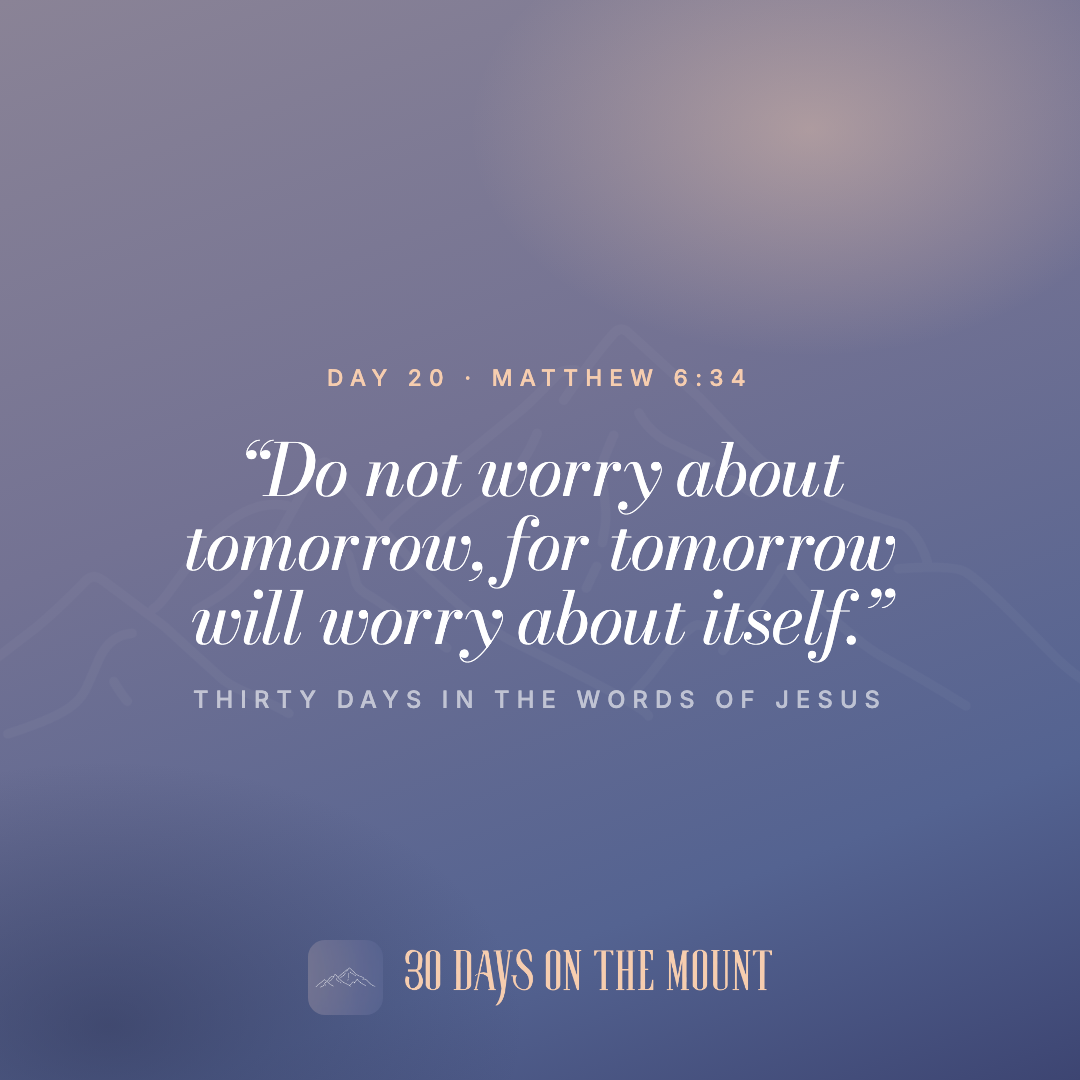 DAY 20 · MATTHEW 6:34
“Do not worry about
tomorrow, for tomorrow
will worry about itself.”
THIRTY DAYS IN THE WORDS OF JESUS
30 DAYS ON THE MOUNT